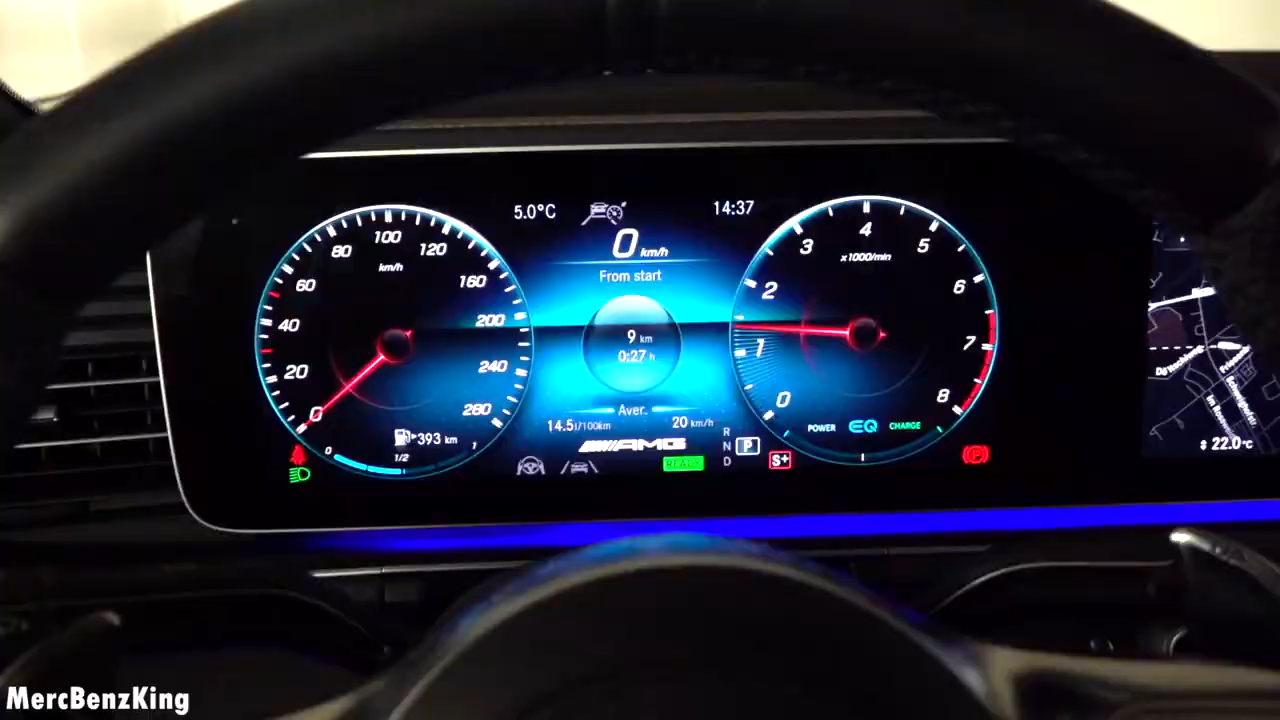 5.0°C
14:37
0 km/h
From start
9 km
0:27 h
Aver.
14.5 l/100km
20 km/h
AMG
READY
R
N
D
P
S+
km/h
0
20
40
60
80
100
120
160
200
240
280
393 km
0
1/2
1
x1000/min
0
1
2
3
4
5
6
7
8
POWER
EQ
CHARGE
(P)
22.0°C
MercBenzKing